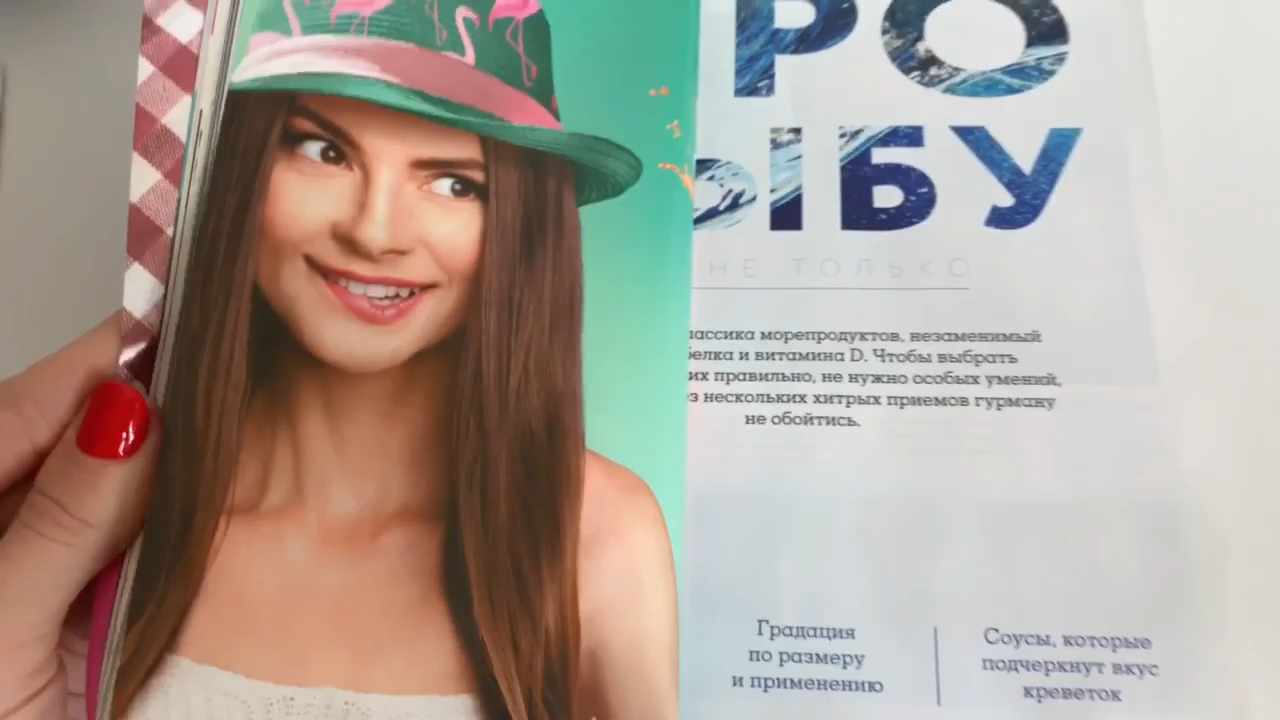 РО
ЫБУ
НЕ ТОЛЬКО
лассика морепродуктов, незаменимый
белка и витамина D. Чтобы выбрать
их правильно, не нужно особых умений,
з нескольких хитрых приемов гурману
не обойтись.
Градация
по размеру
и применению
Соусы, которые
подчеркнут вкус
креветок